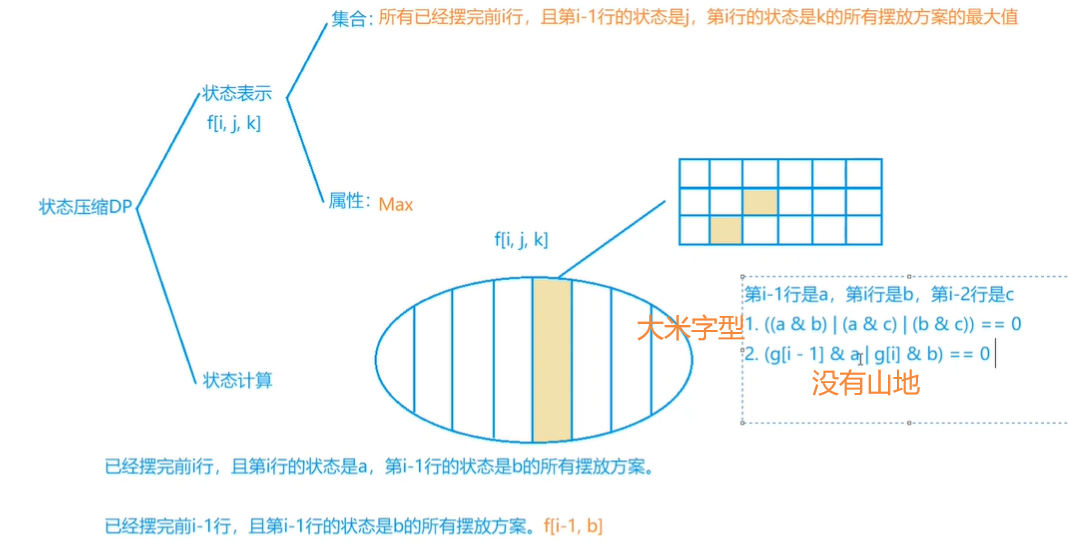 集合：所有已经摆完前i行，且第i-1行的状态是j，第i行的状态是k的所有摆放方案的最大值
状态表示
f[i, j, k]
状态压缩DP
属性：Max
f[i, j, k]
第i-1行是a，第i行是b，第i-2行是c
大米字型
1. ((a & b) | (a & c) | (b & c)) == 0
2. (g[i - 1] & a | g[i] & b) == 0
没有山地
状态计算
已经摆完前i行，且第i行的状态是a，第i-1行的状态是b的所有摆放方案。
已经摆完前i-1行，且第i-1行的状态是b的所有摆放方案。f[i-1, b]